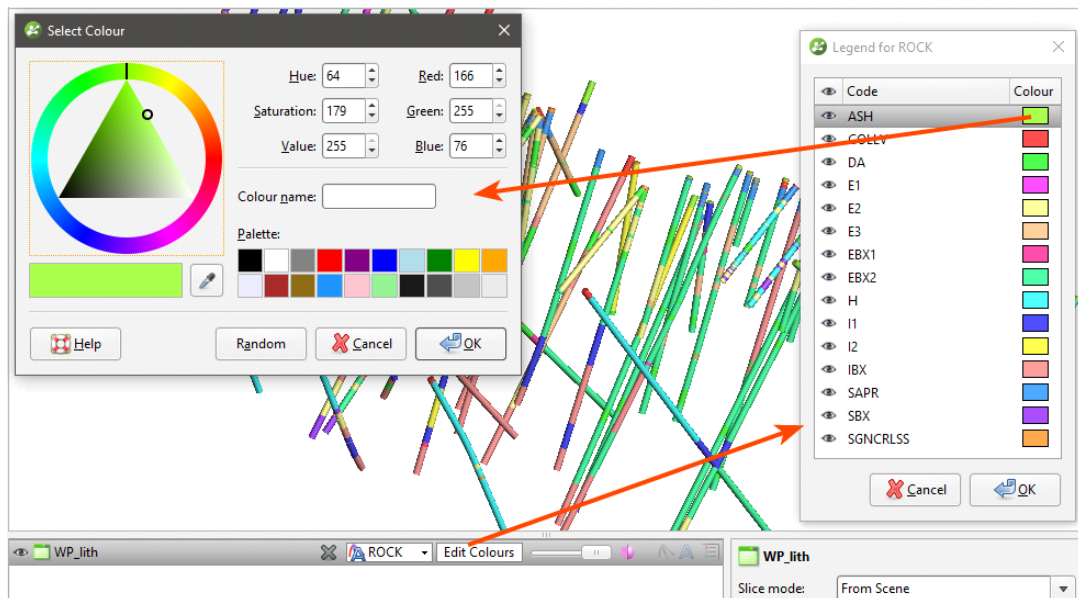 Select Colour
Hue: 64
Red: 166
Saturation: 179
Green: 255
Value: 255
Blue: 76
Colour name:
Palette:
Help
Random
Cancel
OK
Legend for ROCK
Code Colour
ASH
COLLV
DA
E1
E2
E3
EBX1
EBX2
H
I1
I2
IBX
SAPR
SBX
SGNCRLSS
Cancel
OK
WP_lith
ROCK
Edit Colours
WP_lith
Slice mode: From Scene